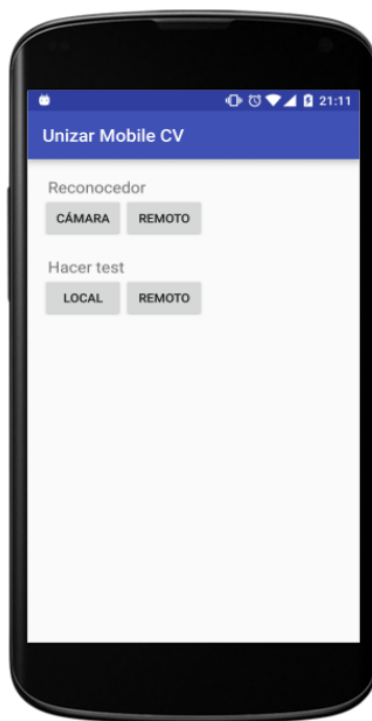 21:11
Unizar Mobile CV
Reconocedor
CÁMARA REMOTO
Hacer test
LOCAL REMOTO